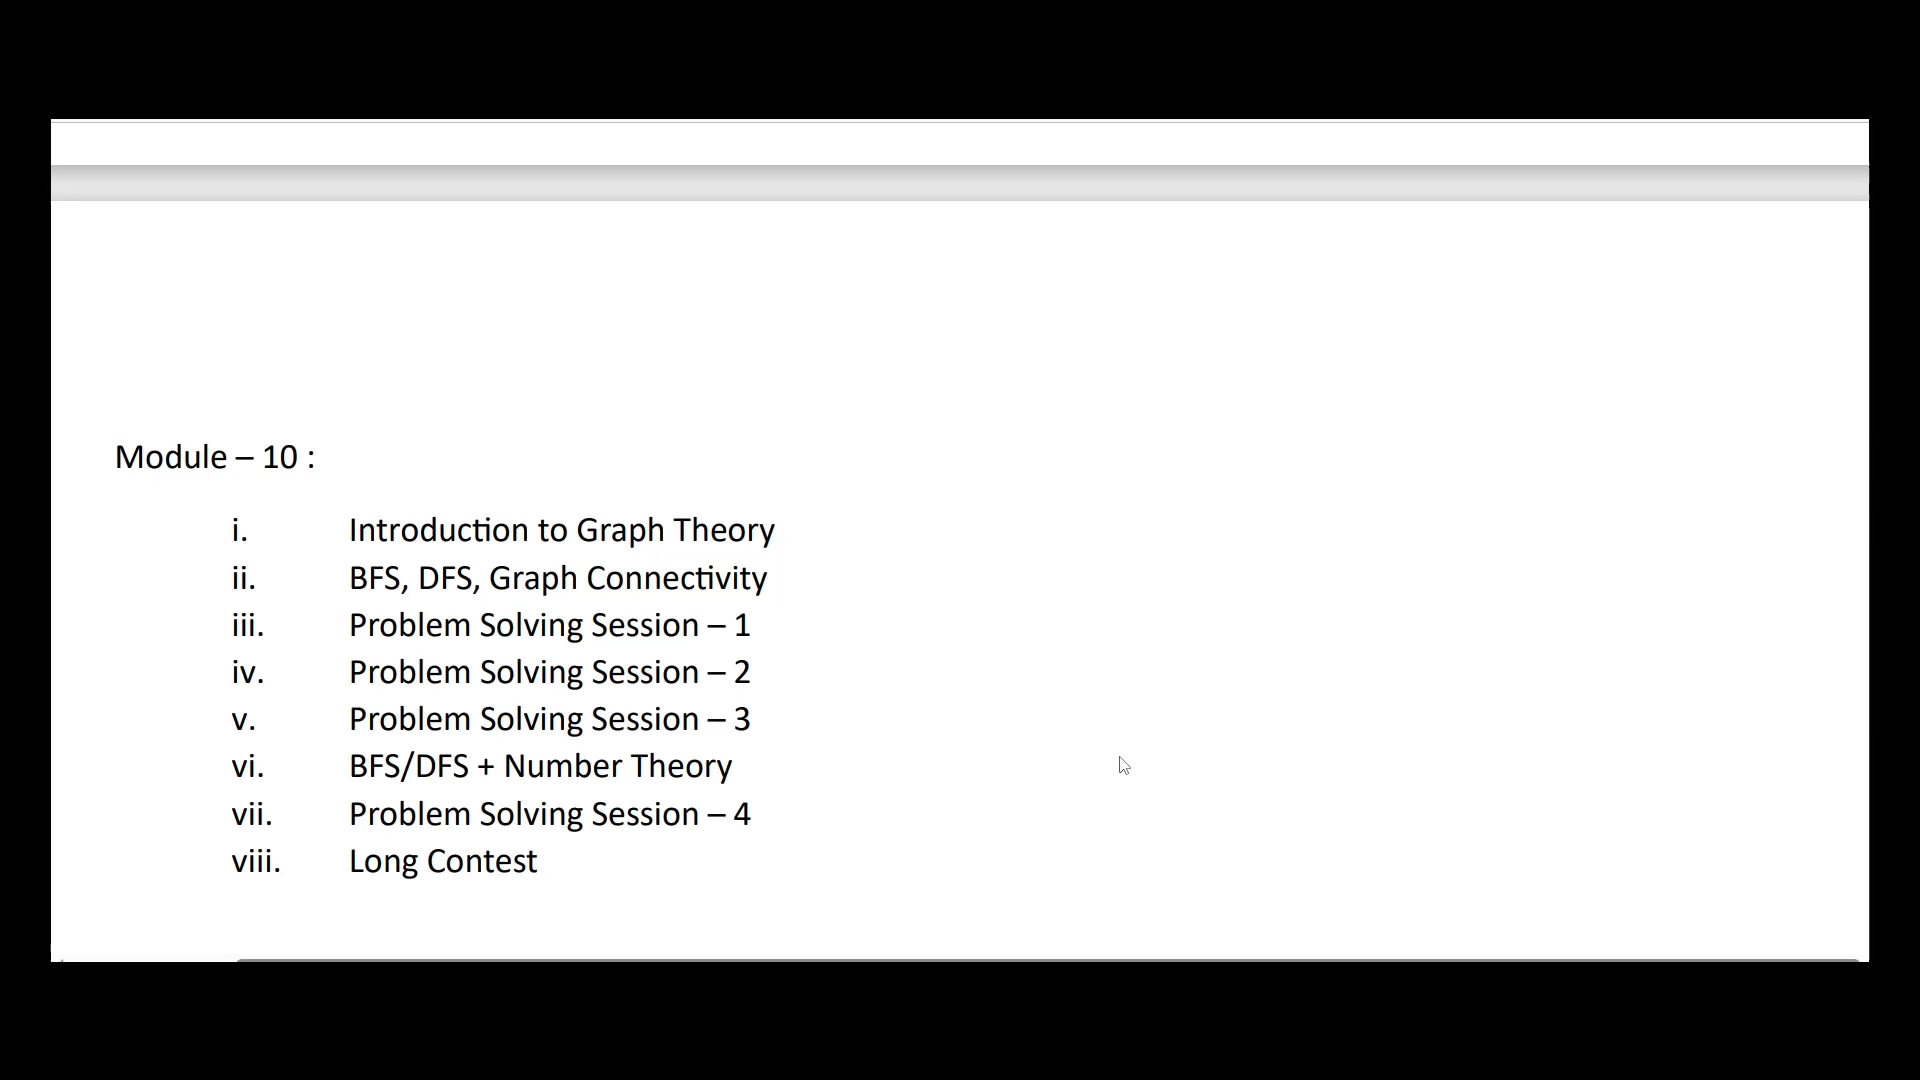 Module – 10 :
i. Introduction to Graph Theory
ii. BFS, DFS, Graph Connectivity
iii. Problem Solving Session – 1
iv. Problem Solving Session – 2
v. Problem Solving Session – 3
vi. BFS/DFS + Number Theory
vii. Problem Solving Session – 4
viii. Long Contest